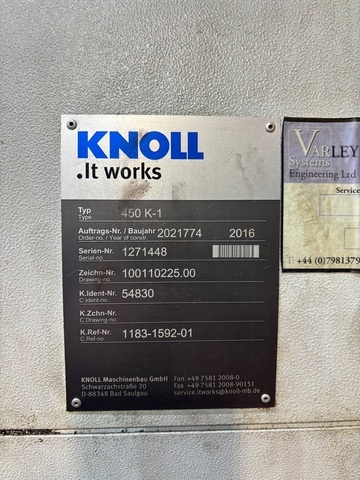 KNOLL
.It works
Typ 450 K-1
Type
Auftrags-Nr. / Baujahr 2021774 2016
Order-no. / Year of constr.
Serien-Nr. 1271448
Serial-no.
Zeichn-Nr. 100110225.00
Drawing-no.
K.Ident-Nr. 54830
C.Ident-no.
K.Zchn-Nr.
C.Drawing-no.
K.Ref-Nr. 1183-1592-01
C.Ref-no
KNOLL Maschinenbau GmbH Fon +49 7581 2008-0
Schwarzachstraße 20 Fax +49 7581 2008-90151
D-88348 Bad Saulgau service.itworks@knoll-mb.de
VARLEY
Systems
Engineering Ltd
Service
T: +44 (0)7981379